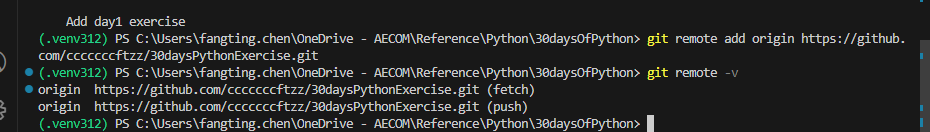 Add day1 exercise
(.venv312) PS C:\Users\fangting.chen\OneDrive - AECOM\Reference\Python\30daysOfPython> git remote add origin https://github.
com/cccccccftzz/30daysPythonExercise.git
(.venv312) PS C:\Users\fangting.chen\OneDrive - AECOM\Reference\Python\30daysOfPython> git remote -v
origin  https://github.com/cccccccftzz/30daysPythonExercise.git (fetch)
origin  https://github.com/cccccccftzz/30daysPythonExercise.git (push)
(.venv312) PS C:\Users\fangting.chen\OneDrive - AECOM\Reference\Python\30daysOfPython>